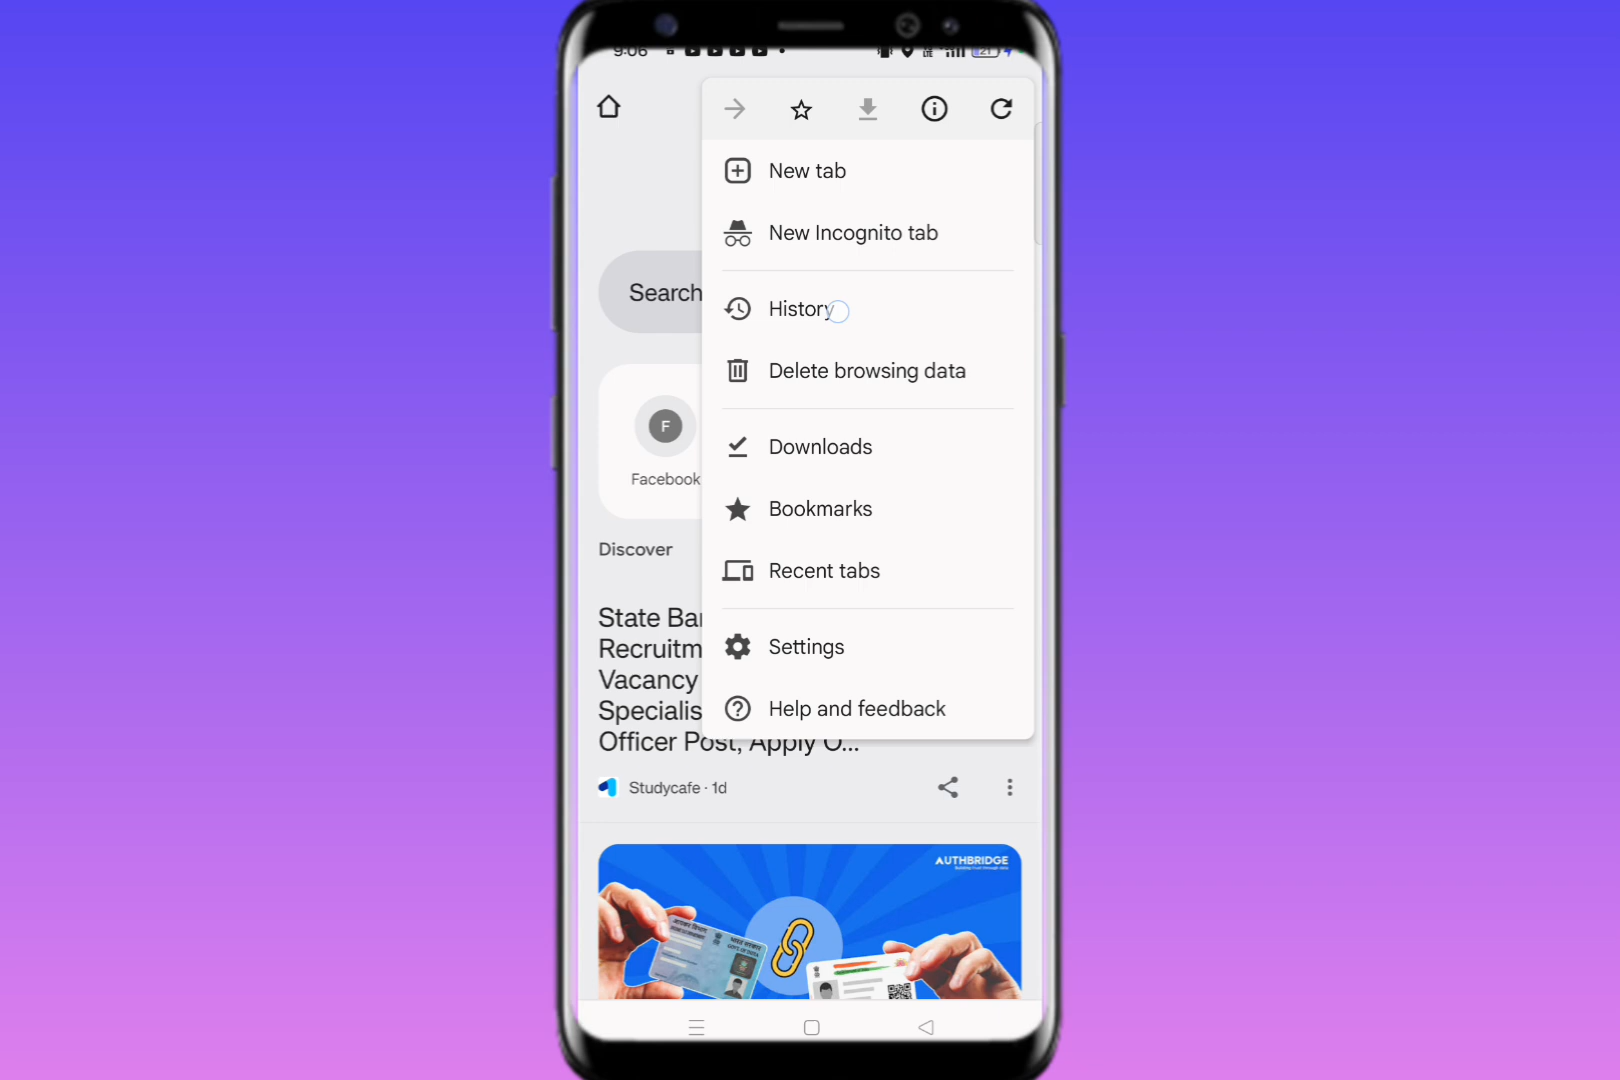 9:06
21
New tab
New Incognito tab
Search
History
Delete browsing data
F
Facebook
Downloads
Bookmarks
Discover
Recent tabs
State Ba
Recruitm
Vacancy
Specialis
Officer Post, Apply O...
Settings
Help and feedback
Studycafe · 1d
AUTHBRIDGE